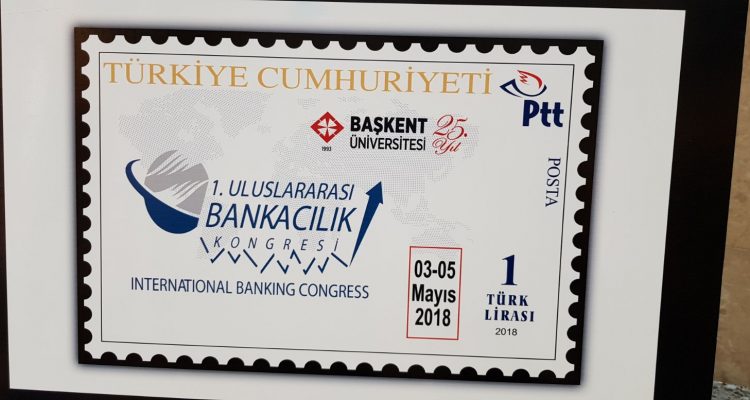 TÜRKİYE CUMHURİYETİ
Ptt
BAŞKENT
ÜNİVERSİTESİ
1993
25.
Yıl
POSTA
1. ULUSLARARASI
BANKACILIK
KONGRESİ
INTERNATIONAL BANKING CONGRESS
03-05
Mayıs
2018
1
TÜRK
LİRASI
2018